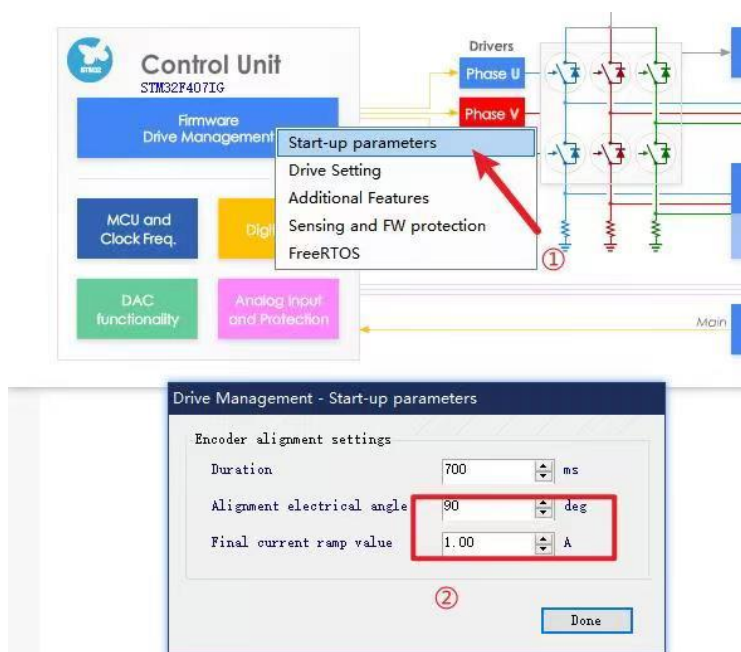 Control Unit
STM32
STM32F407IG
Drivers
Phase U
Firmware
Drive Management
Phase V
Start-up parameters
Drive Setting
Additional Features
Sensing and FW protection
FreeRTOS
①
MCU and
Clock Freq.
Digit
DAC
functionality
Analog Input
and Protection
Main
Drive Management - Start-up parameters
Encoder alignment settings
Duration 700 ms
Alignment electrical angle 90 deg
Final current ramp value 1.00 A
②
Done